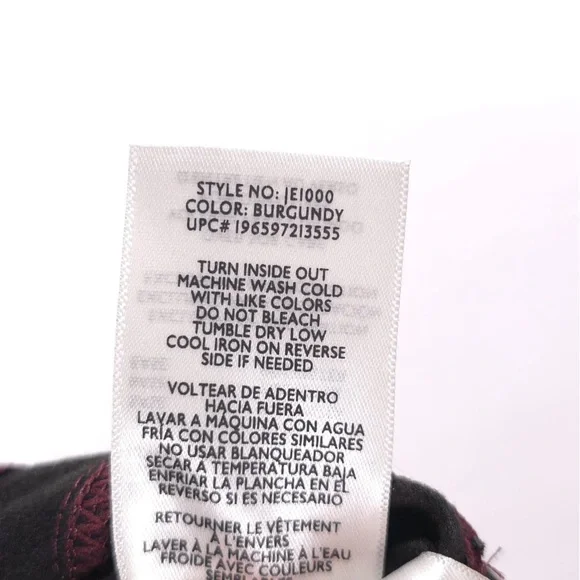 STYLE NO: JE1000
COLOR: BURGUNDY
UPC# 196597213555
TURN INSIDE OUT
MACHINE WASH COLD
WITH LIKE COLORS
DO NOT BLEACH
TUMBLE DRY LOW
COOL IRON ON REVERSE
SIDE IF NEEDED
VOLTEAR DE ADENTRO
HACIA FUERA
LAVAR A MÁQUINA CON AGUA
FRÍA CON COLORES SIMILARES
NO USAR BLANQUEADOR
SECAR A TEMPERATURA BAJA
ENFRIAR LA PLANCHA EN EL
REVERSO SI ES NECESARIO
RETOURNER LE VÊTEMENT
À L'ENVERS
LAVER À LA MACHINE À L'EAU
FROIDE AVEC COULEURS